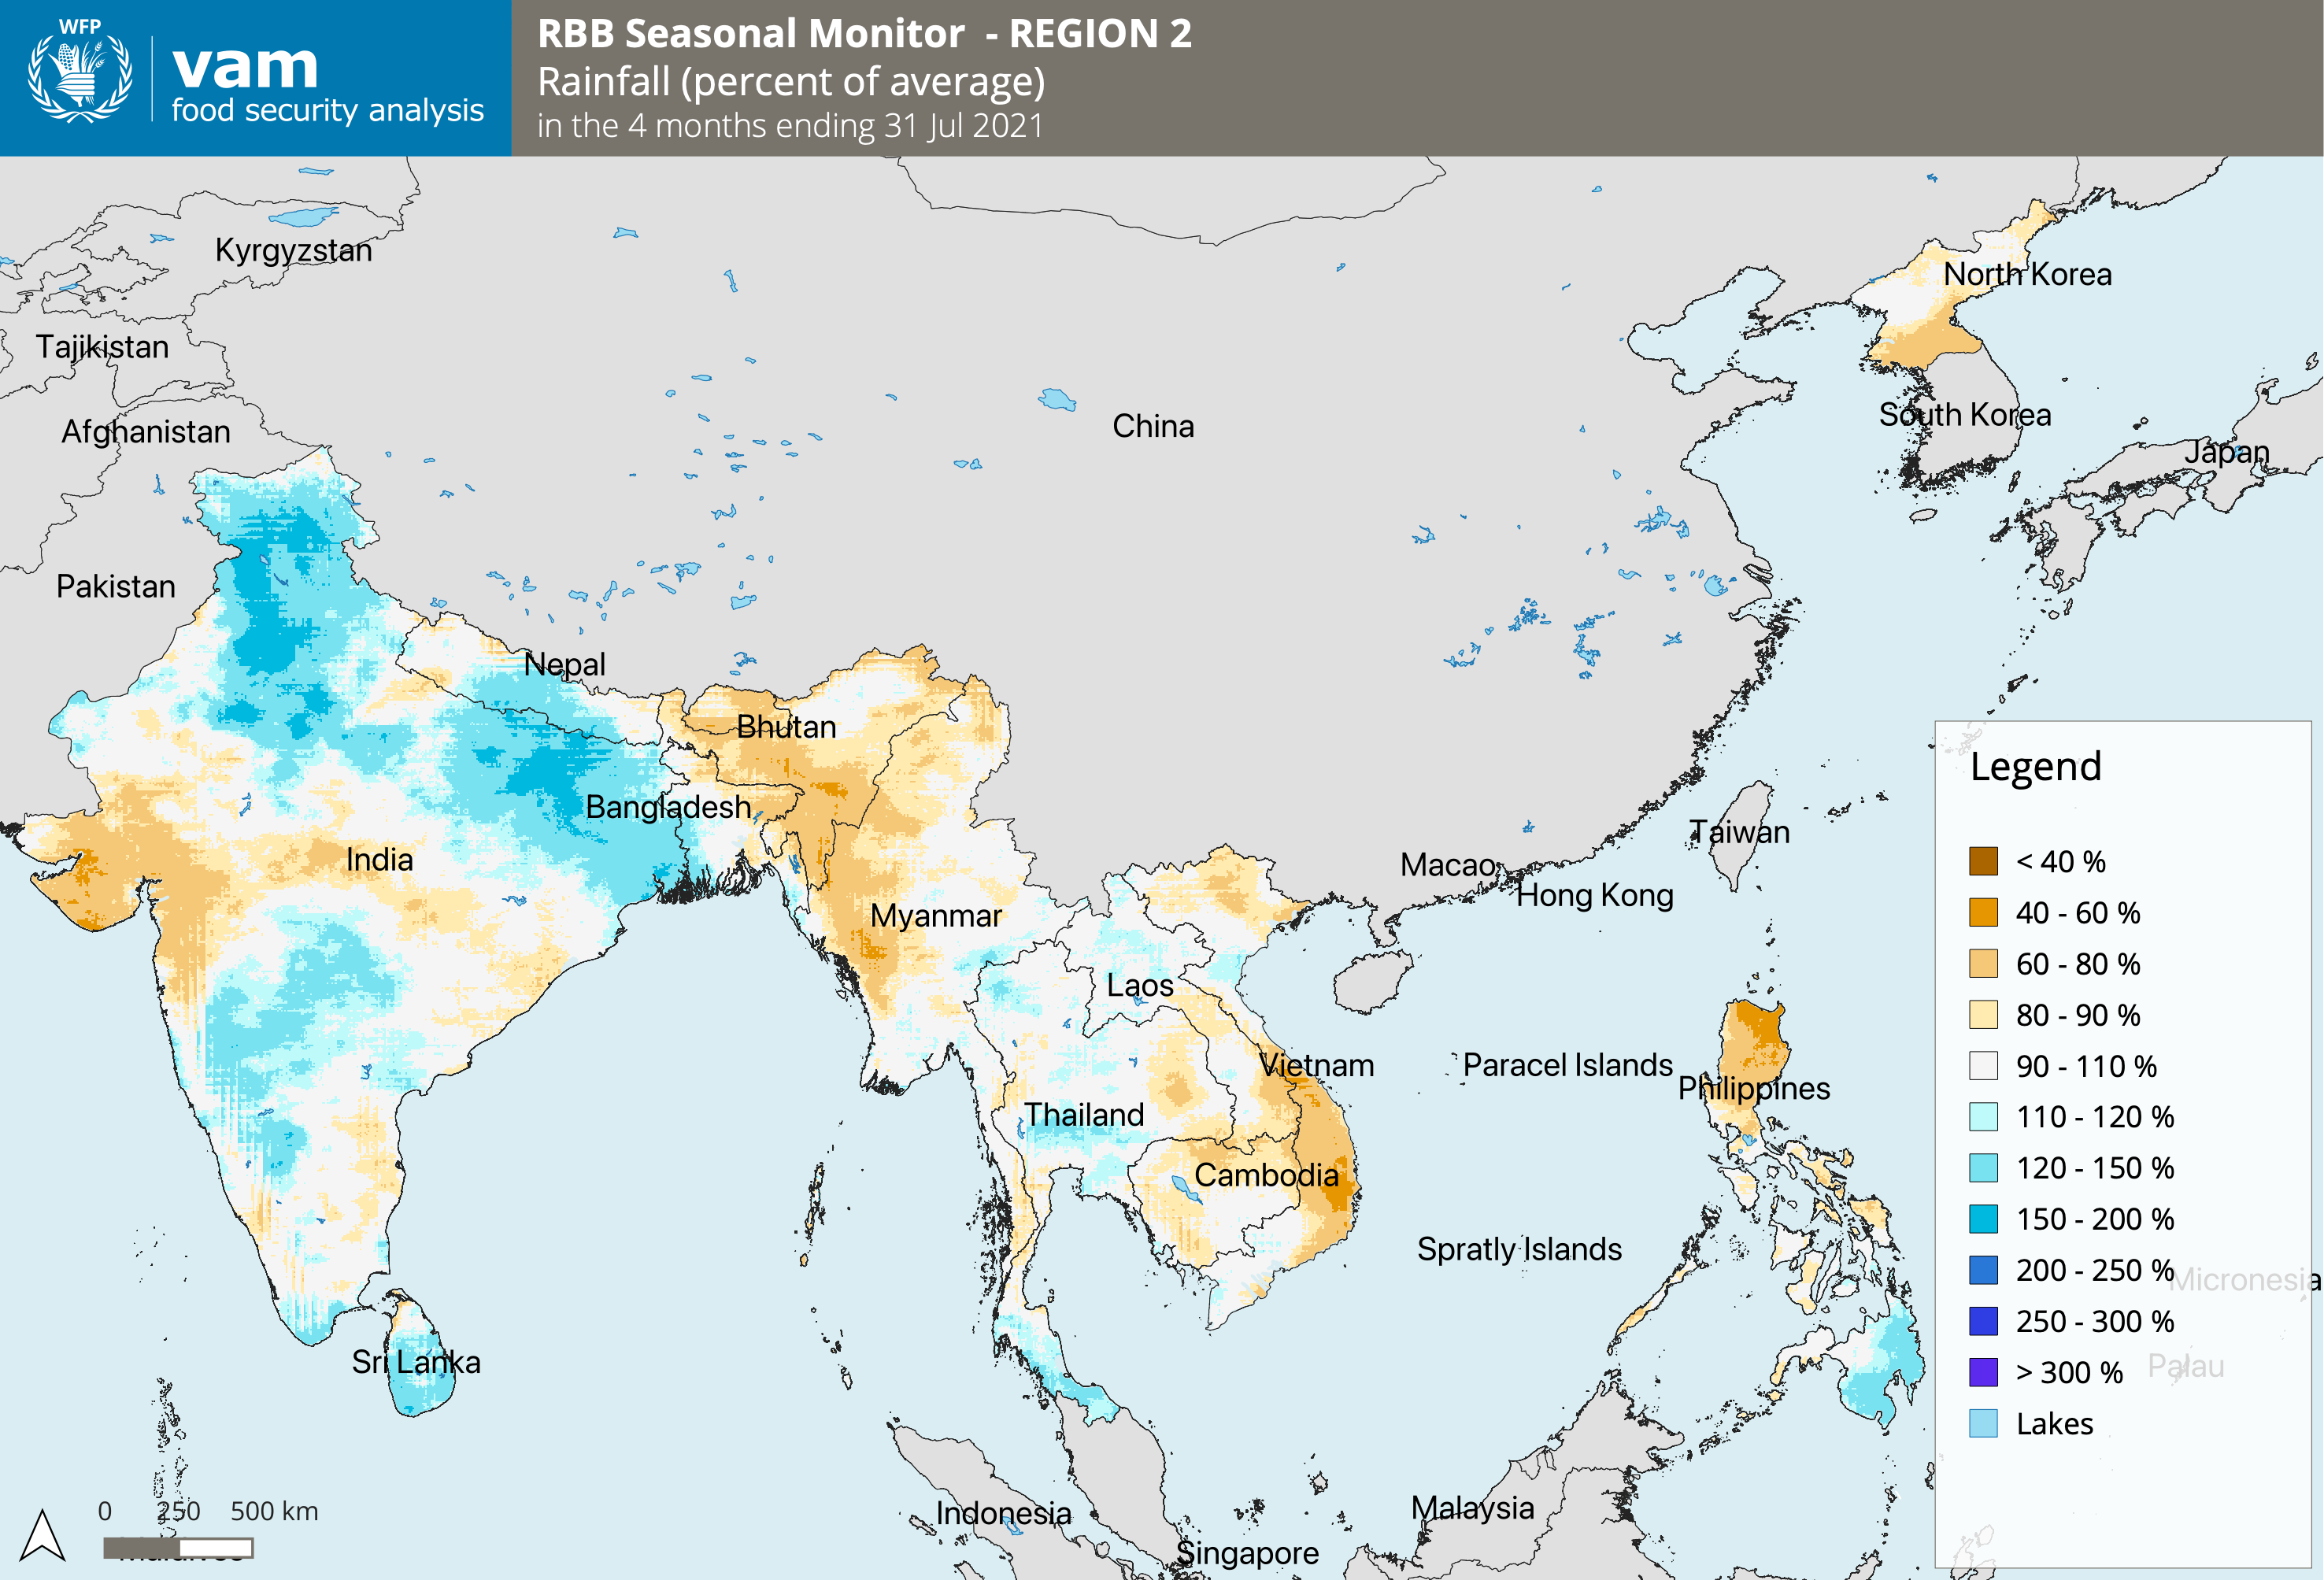 WFP
vam
food security analysis
RBB Seasonal Monitor - REGION 2
Rainfall (percent of average)
in the 4 months ending 31 Jul 2021
Kyrgyzstan
North Korea
Tajikistan
Afghanistan
China
South Korea
Japan
Pakistan
Nepal
Bhutan
Bangladesh
India
Myanmar
Macao
Hong Kong
Taiwan
Laos
Vietnam
Paracel Islands
Philippines
Thailand
Cambodia
Spratly Islands
Sri Lanka
Indonesia
Malaysia
Singapore
Legend
< 40 %
40 - 60 %
60 - 80 %
80 - 90 %
90 - 110 %
110 - 120 %
120 - 150 %
150 - 200 %
200 - 250 %
Micronesia
250 - 300 %
> 300 %
Palau
Lakes
0 250 500 km